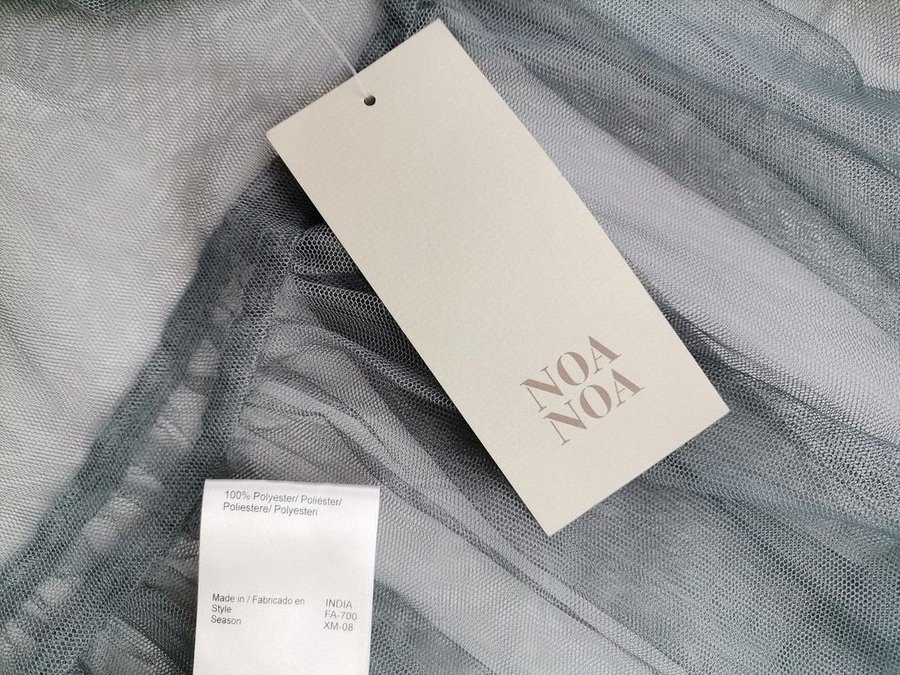 NOA
NOA
100% Polyester/ Poliéster/
Poliestere/ Polyesteri
Made in / Fabricado en INDIA
Style FA-700
Season XM-08